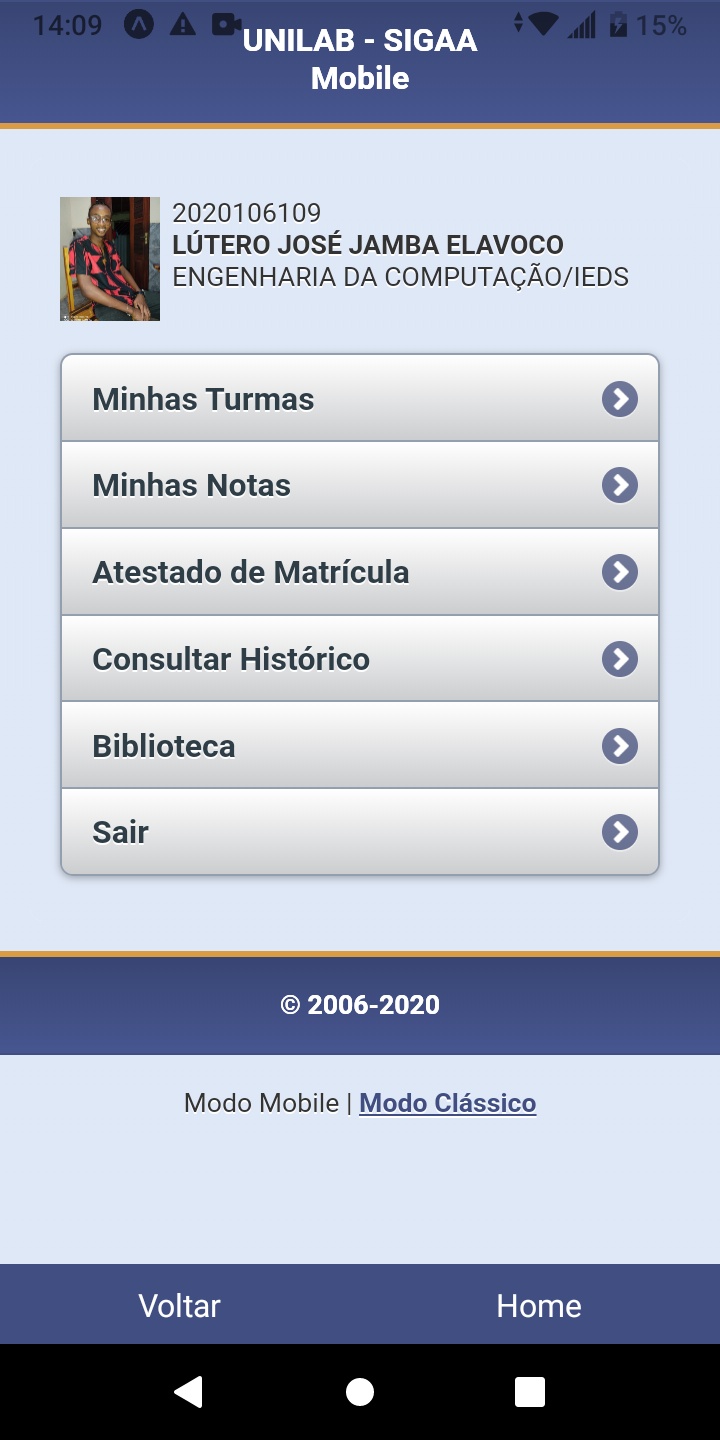 14:09
15%
UNILAB - SIGAA
Mobile
2020106109
LÚTERO JOSÉ JAMBA ELAVOCO
ENGENHARIA DA COMPUTAÇÃO/IEDS
Minhas Turmas
Minhas Notas
Atestado de Matrícula
Consultar Histórico
Biblioteca
Sair
© 2006-2020
Modo Mobile | Modo Clássico
Voltar
Home